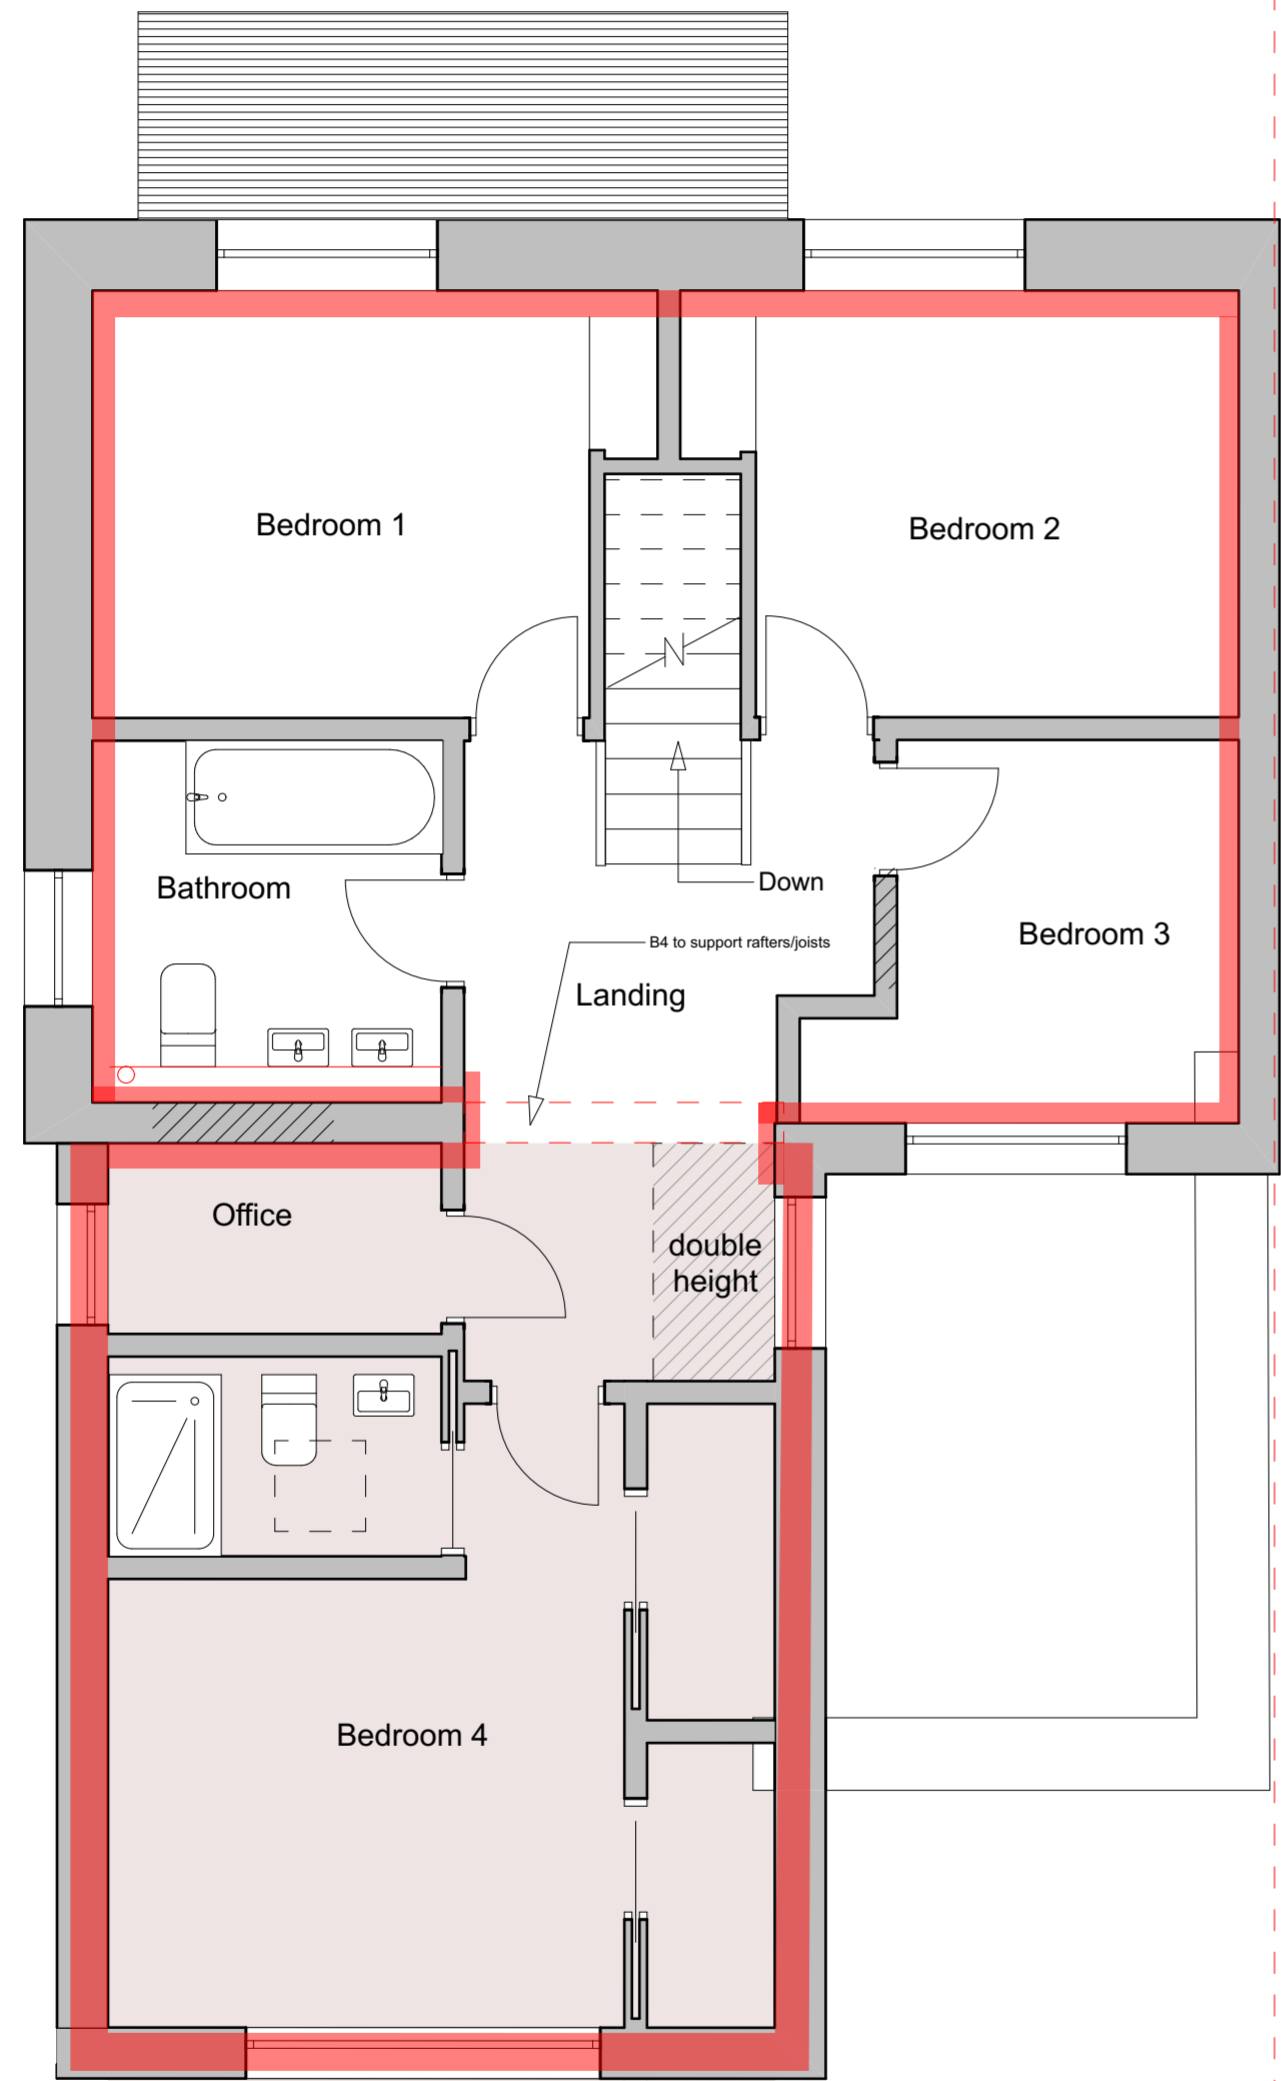 Bedroom 1
Bedroom 2
N
Down
Bathroom
Bedroom 3
B4 to support rafters/joists
Landing
Office
double
height
Bedroom 4